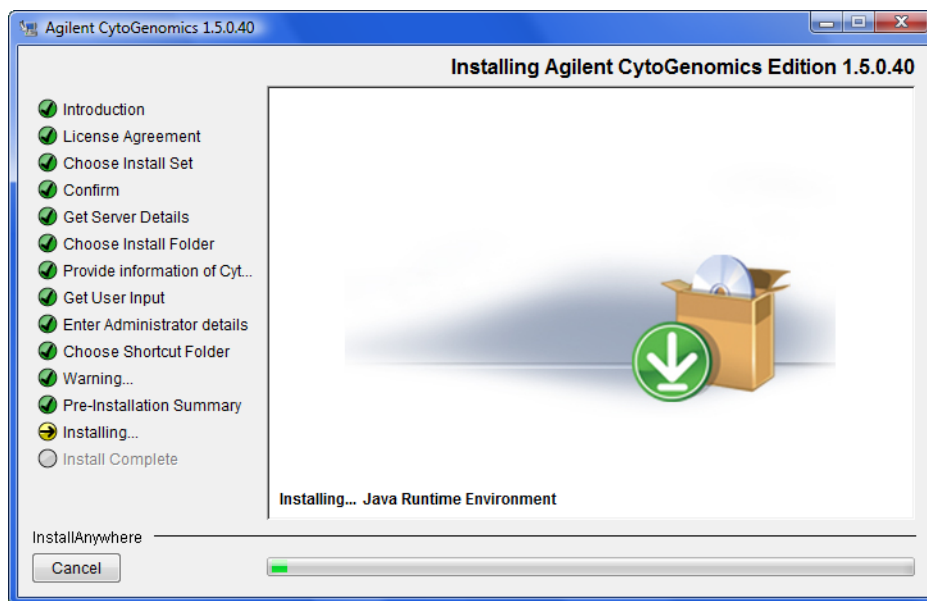 Agilent CytoGenomics 1.5.0.40
Installing Agilent CytoGenomics Edition 1.5.0.40
Introduction
License Agreement
Choose Install Set
Confirm
Get Server Details
Choose Install Folder
Provide information of Cyt...
Get User Input
Enter Administrator details
Choose Shortcut Folder
Warning...
Pre-Installation Summary
Installing...
Install Complete
Installing... Java Runtime Environment
InstallAnywhere
Cancel